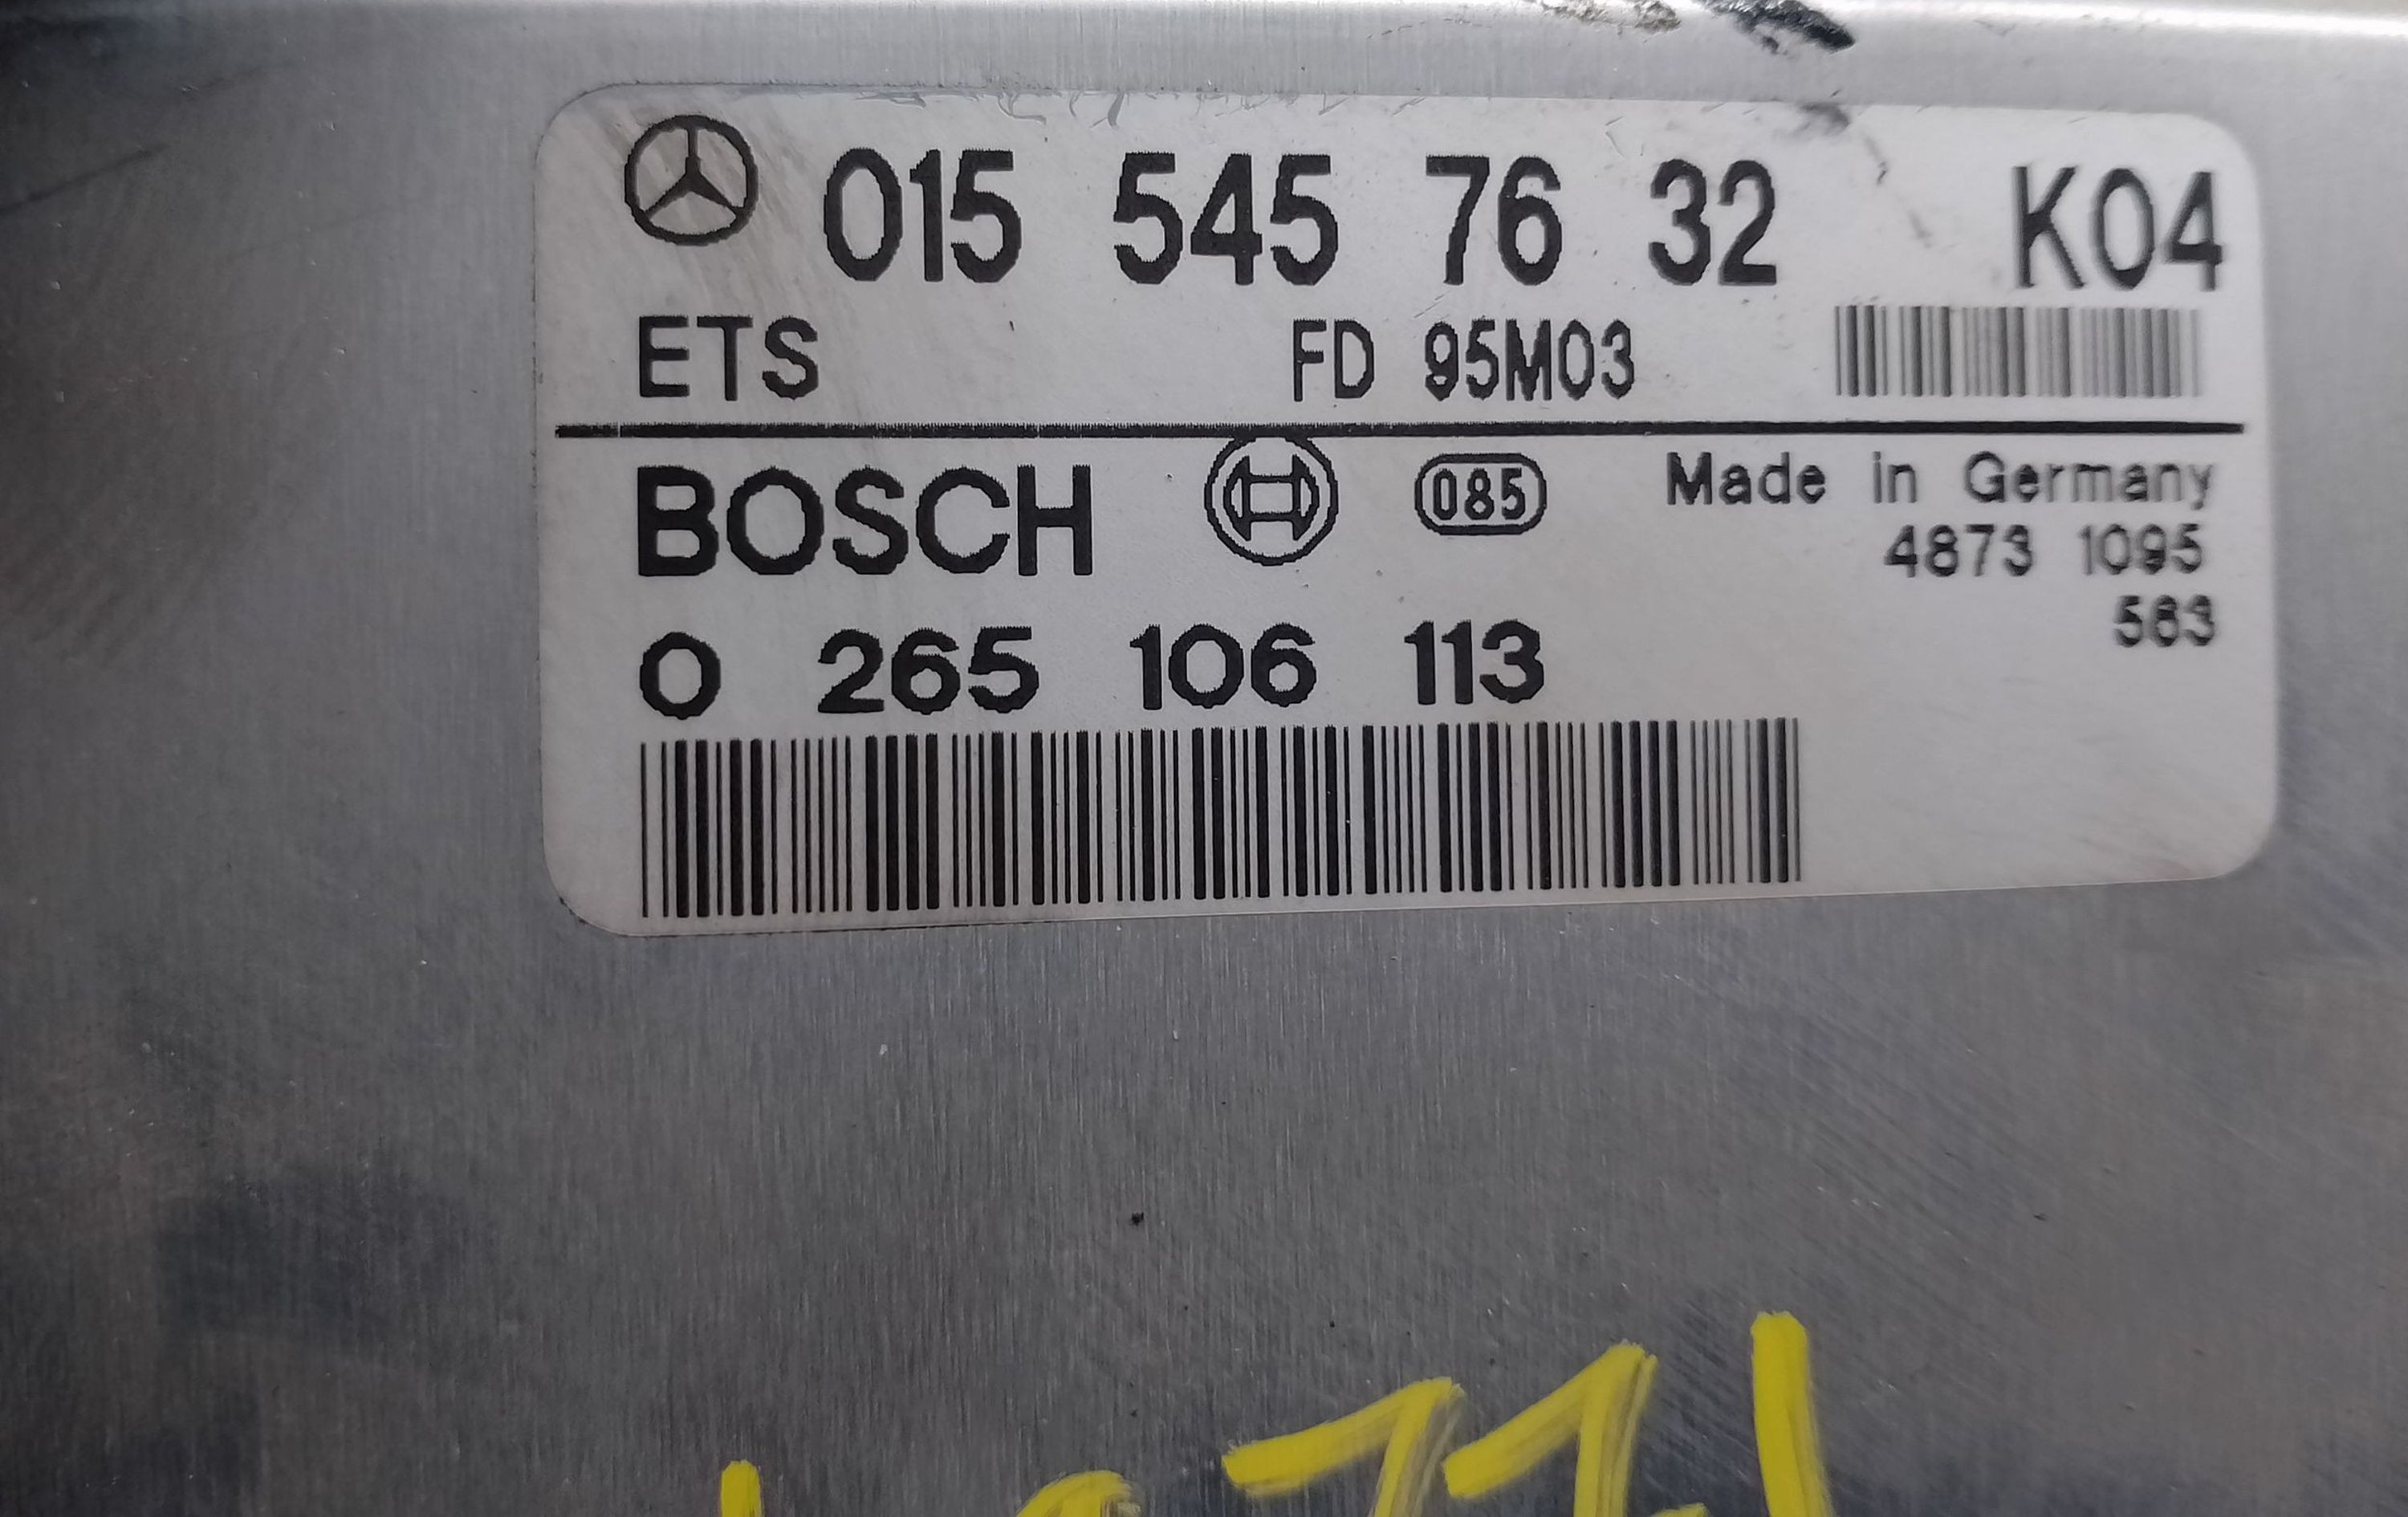 015 545 76 32 K04
ETS FD 95M03
BOSCH 085 Made in Germany
4873 1095
563
0 265 106 113